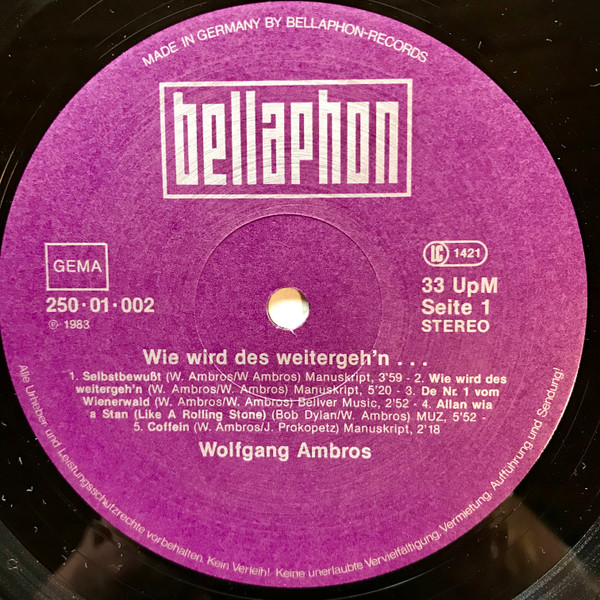 MADE IN GERMANY BY BELLAPHON-RECORDS
bellaphon
GEMA
250·01·002
℗ 1983
LC 1421
33 UpM
Seite 1
STEREO
Wie wird des weitergeh'n . . .
1. Selbstbewußt (W. Ambros/W Ambros) Manuskript, 3'59 - 2. Wie wird des
weitergeh'n (W. Ambros/W. Ambros) Manuskript, 5'20 - 3. De Nr. 1 vom
Wienerwald (W. Ambros/W. Ambros) Beliver Music, 2'52 - 4. Allan wia
a Stan (Like A Rolling Stone) (Bob Dylan/W. Ambros) MUZ, 5'52 -
5. Coffein (W. Ambros/J. Prokopetz) Manuskript, 2'18
Wolfgang Ambros
Alle Urheber und Leistungsschutzrechte vorbehalten. Kein Verleih! Keine unerlaubte Vervielfältigung, Vermietung, Aufführung und Sendung!